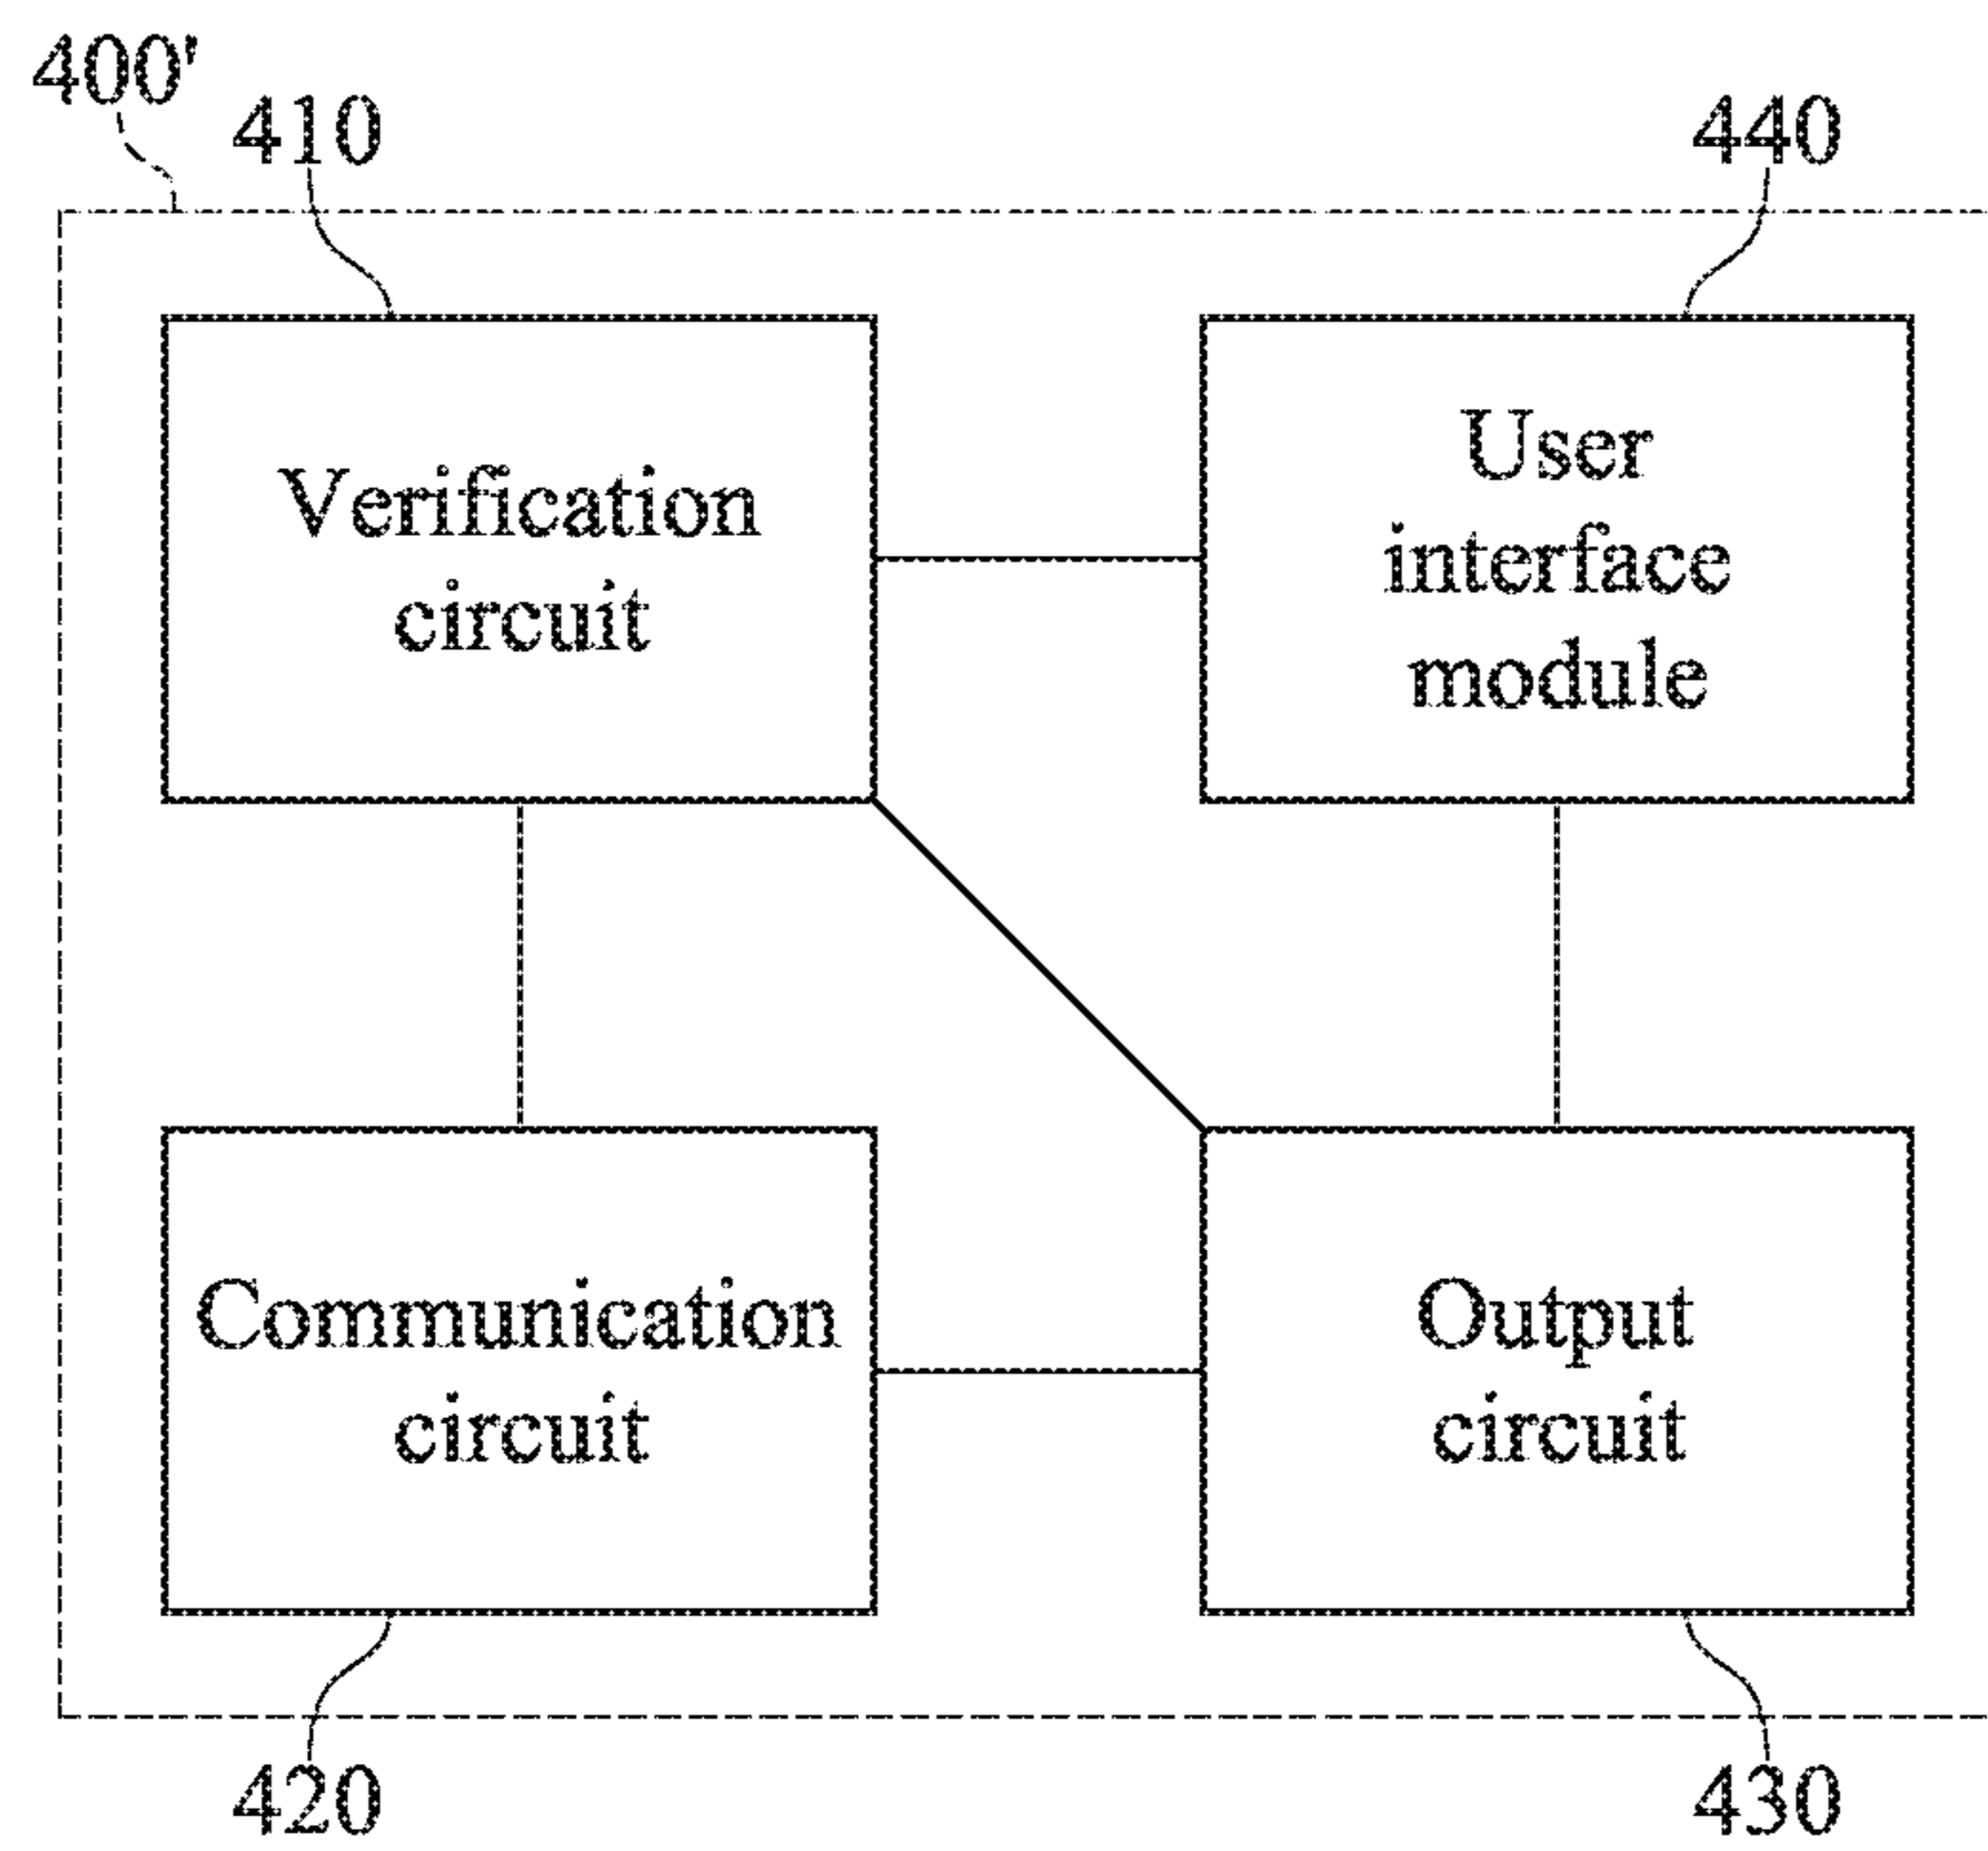 400'
410
440
Verification
circuit
User
interface
module
Communication
circuit
Output
circuit
420
430